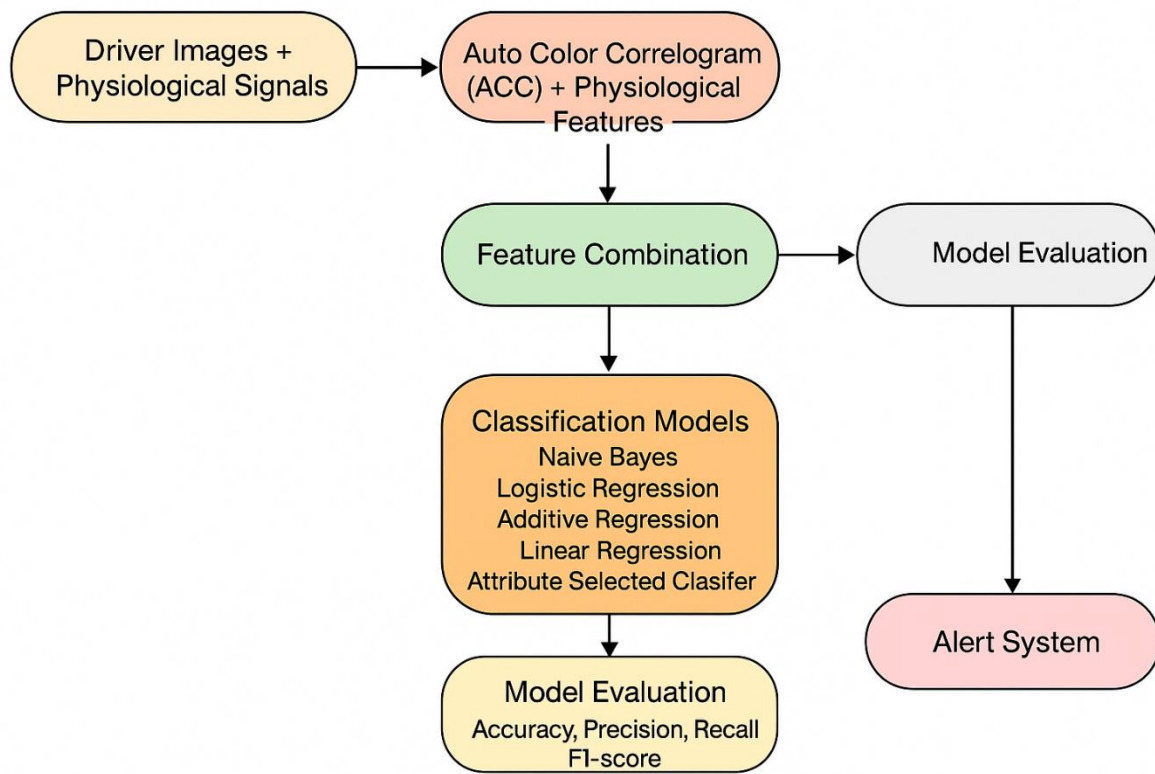 Driver Images +
Physiological Signals
Auto Color Correlogram
(ACC) + Physiological
Features
Feature Combination
Model Evaluation
Classification Models
Naive Bayes
Logistic Regression
Additive Regression
Linear Regression
Attribute Selected Clasifer
Alert System
Model Evaluation
Accuracy, Precision, Recall
F1-score